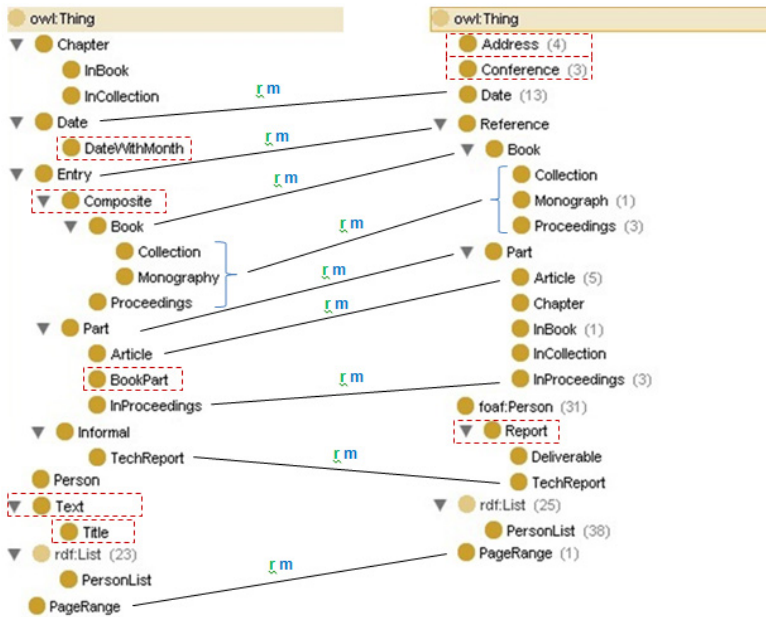 owl:Thing
Chapter
InBook
InCollection
Date
DateWithMonth
Entry
Composite
Book
Collection
Monography
Proceedings
Part
Article
BookPart
InProceedings
Informal
TechReport
Person
Text
Title
rdf:List (23)
PersonList
PageRange
r m
r m
r m
r m
r m
r m
r m
r m
r m
owl:Thing
Address (4)
Conference (3)
Date (13)
Reference
Book
Collection
Monograph (1)
Proceedings (3)
Part
Article (5)
Chapter
InBook (1)
InCollection
InProceedings (3)
foaf:Person (31)
Report
Deliverable
TechReport
rdf:List (25)
PersonList (38)
PageRange (1)